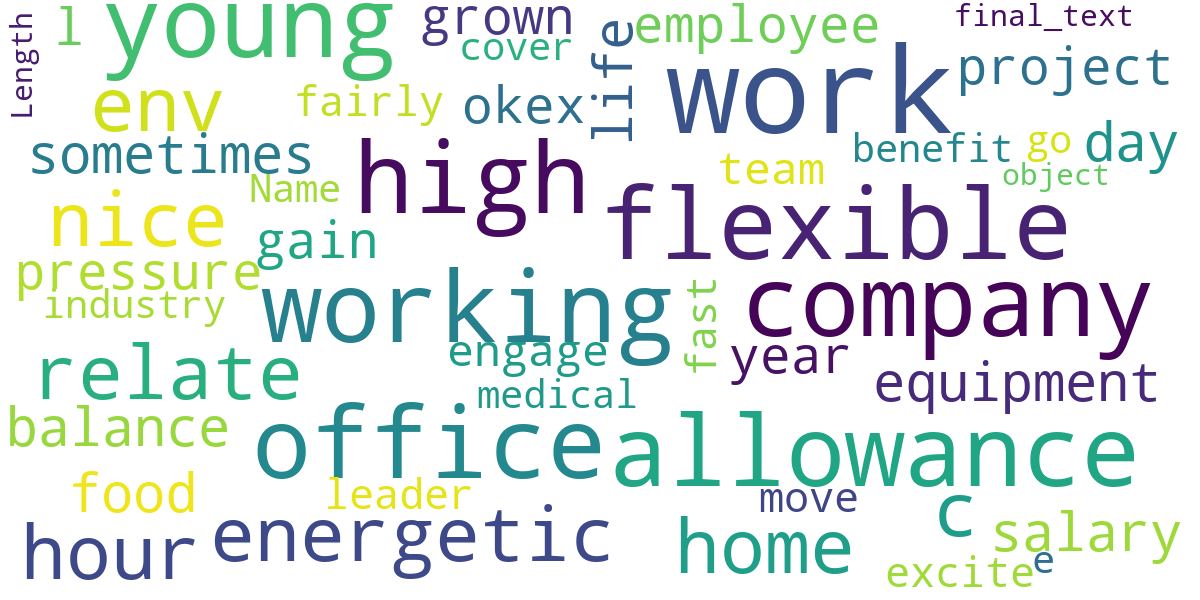 Length
l
young
grown
cover
life
employee
final_text
work
project
env
fairly
okex
sometimes
Name
high
team
benefit
go
day
object
nice
gain
flexible
pressure
industry
working
fast
company
relate
engage
year
medical
equipment
balance
office
allowance
food
leader
move
c
salary
hour
energetic
home
excite
e